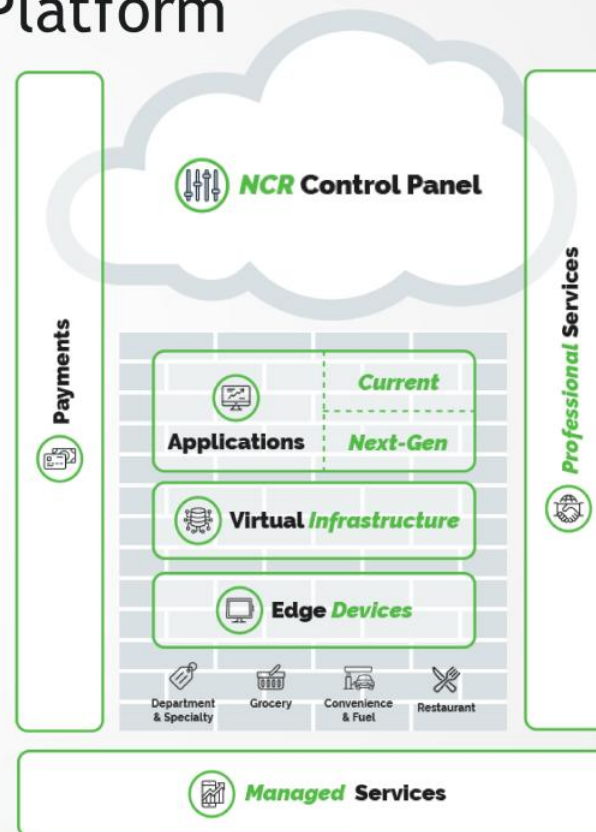 Platform
NCR Control Panel
Payments
Professional Services
Applications
Current
Next-Gen
Virtual Infrastructure
Edge Devices
Department
& Specialty
Grocery
Convenience
& Fuel
Restaurant
Managed Services